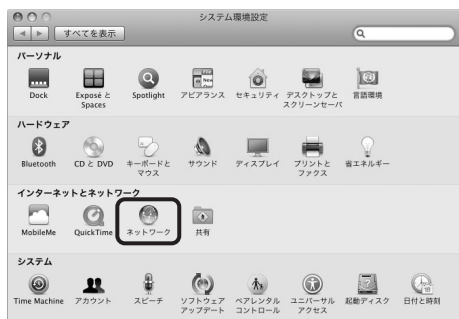 システム環境設定
すべてを表示
パーソナル
Dock
Exposé と
Spaces
Spotlight
アピアランス
セキュリティ
デスクトップと
スクリーンセーバ
言語環境
ハードウェア
Bluetooth
CD と DVD
キーボードと
マウス
サウンド
ディスプレイ
プリントと
ファクス
省エネルギー
インターネットとネットワーク
MobileMe
QuickTime
ネットワーク
共有
システム
Time Machine
アカウント
スピーチ
ソフトウェア
アップデート
ペアレンタル
コントロール
ユニバーサル
アクセス
起動ディスク
日付と時刻